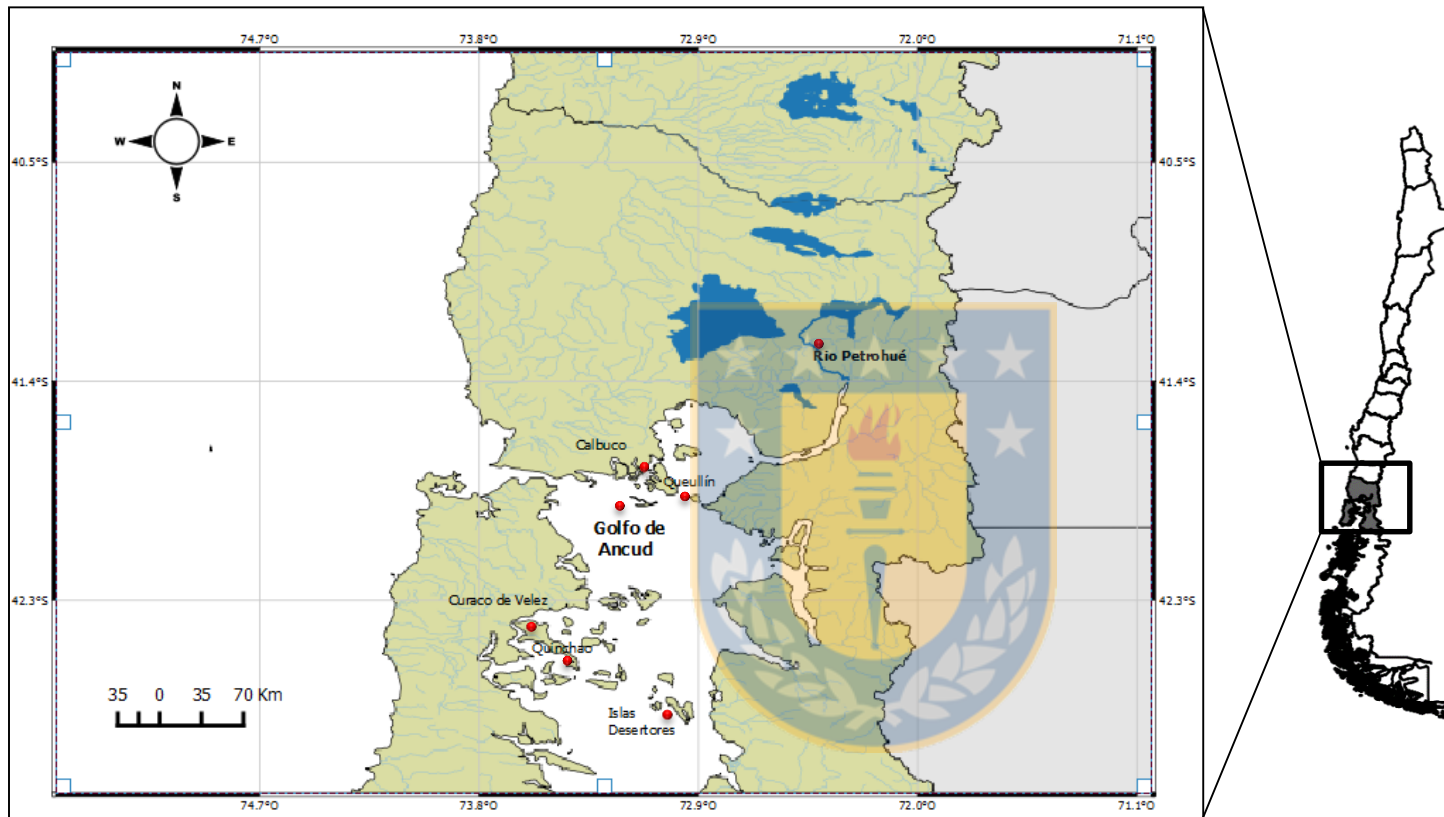 74.7°O 73.8°O 72.9°O 72.0°O 71.1°O
N
W E
S
40.5°S 40.5°S
Rio Petrohué
41.4°S 41.4°S
Calbuco
Queullín
Golfo de
Ancud
42.3°S 42.3°S
Curaco de Velez
Quinchao
35 0 35 70 Km
Islas
Desertores
74.7°O 73.8°O 72.9°O 72.0°O 71.1°O